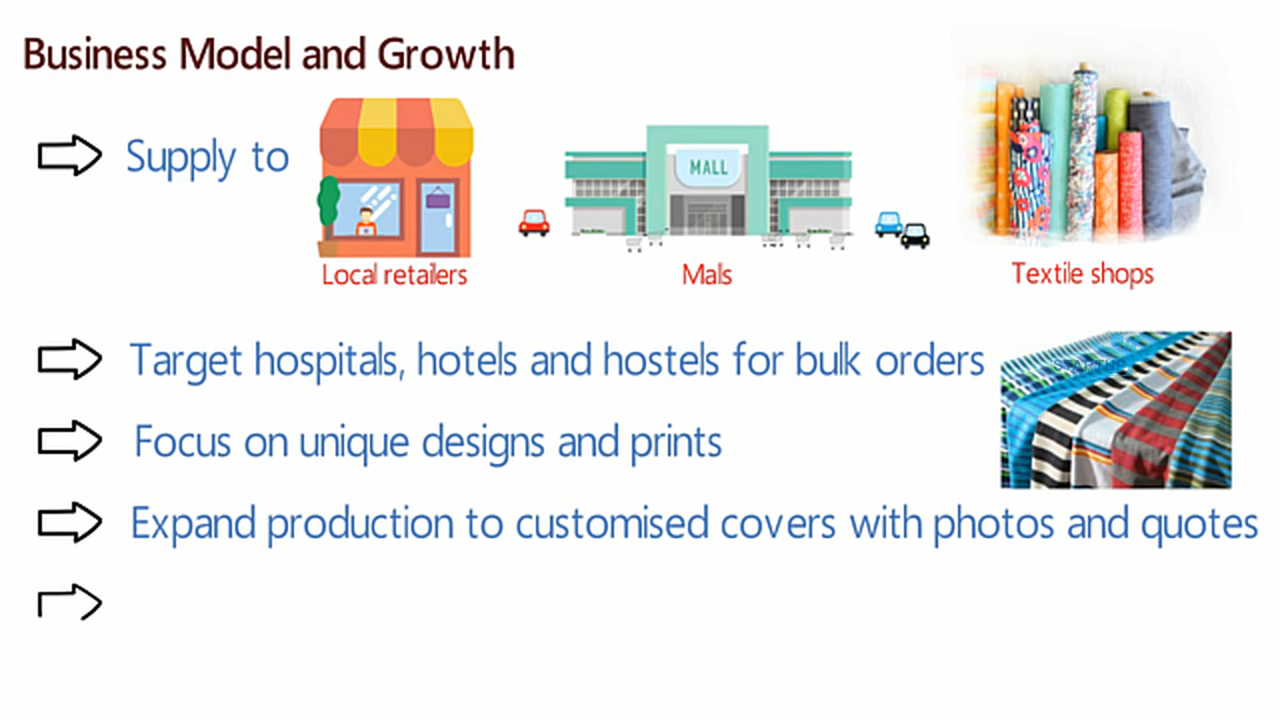 Business Model and Growth
Supply to
MALL
Local retailers
Malls
Textile shops
Target hospitals, hotels and hostels for bulk orders
Focus on unique designs and prints
Expand production to customised covers with photos and quotes